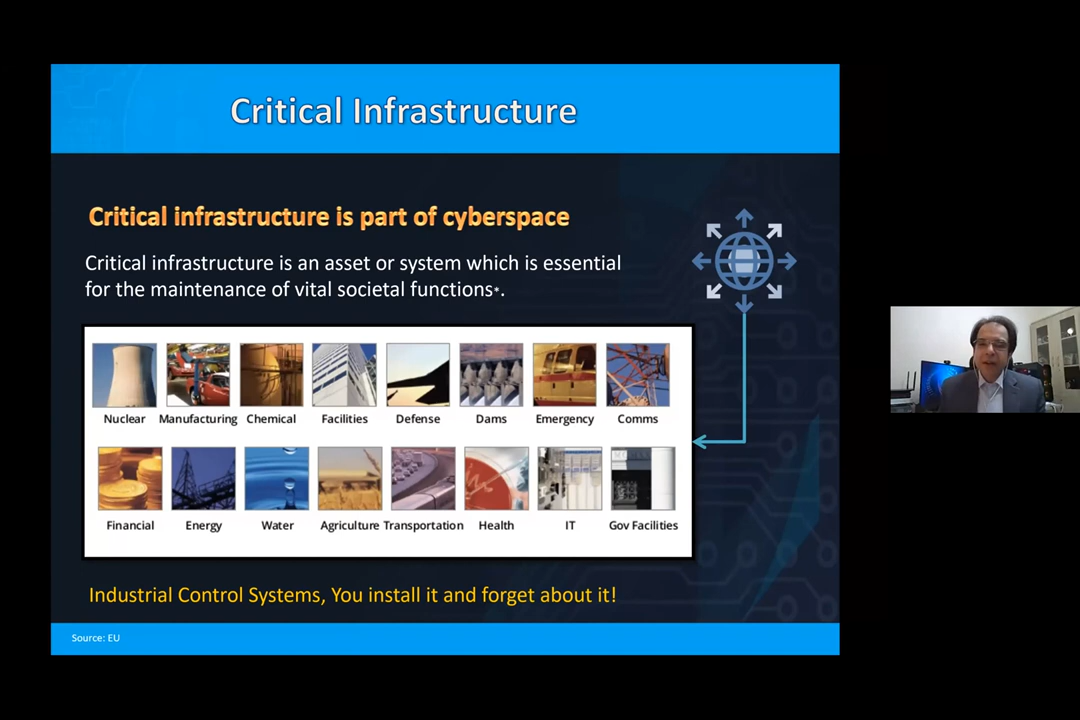 Critical Infrastructure
Critical infrastructure is part of cyberspace
Critical infrastructure is an asset or system which is essential
for the maintenance of vital societal functions*.
Nuclear Manufacturing Chemical Facilities Defense Dams Emergency Comms
Financial Energy Water Agriculture Transportation Health IT Gov Facilities
Industrial Control Systems, You install it and forget about it!
Source: EU